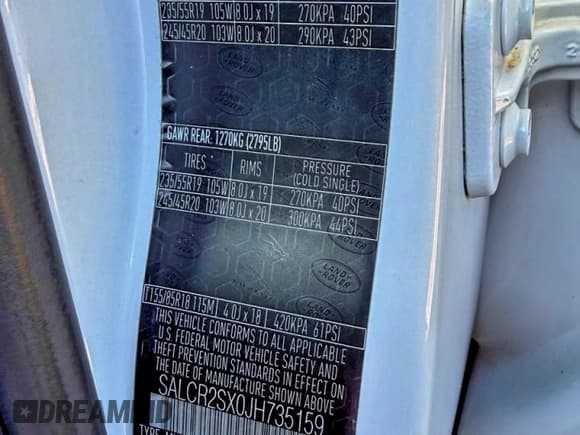 235/55R19 105W 8.0J x 19 270KPA 40PSI
245/45R20 103W 8.0J x 20 290KPA 43PSI
GAWR REAR: 1270KG (2795LB)
TIRES RIMS PRESSURE
(COLD SINGLE)
235/55R19 105W 8.0J x 19 270KPA 40PSI
245/45R20 103W 8.0J x 20 300KPA 44PSI
LAND-
-ROVER
T155/85R18 115M 4.0J x 18 420KPA 61PSI
THIS VEHICLE CONFORMS TO ALL APPLICABLE
U.S. FEDERAL MOTOR VEHICLE SAFETY AND
THEFT PREVENTION STANDARDS IN EFFECT ON
THE DATE OF MANUFACTURE SHOWN ABOVE.
SALCR2SX0JH735159